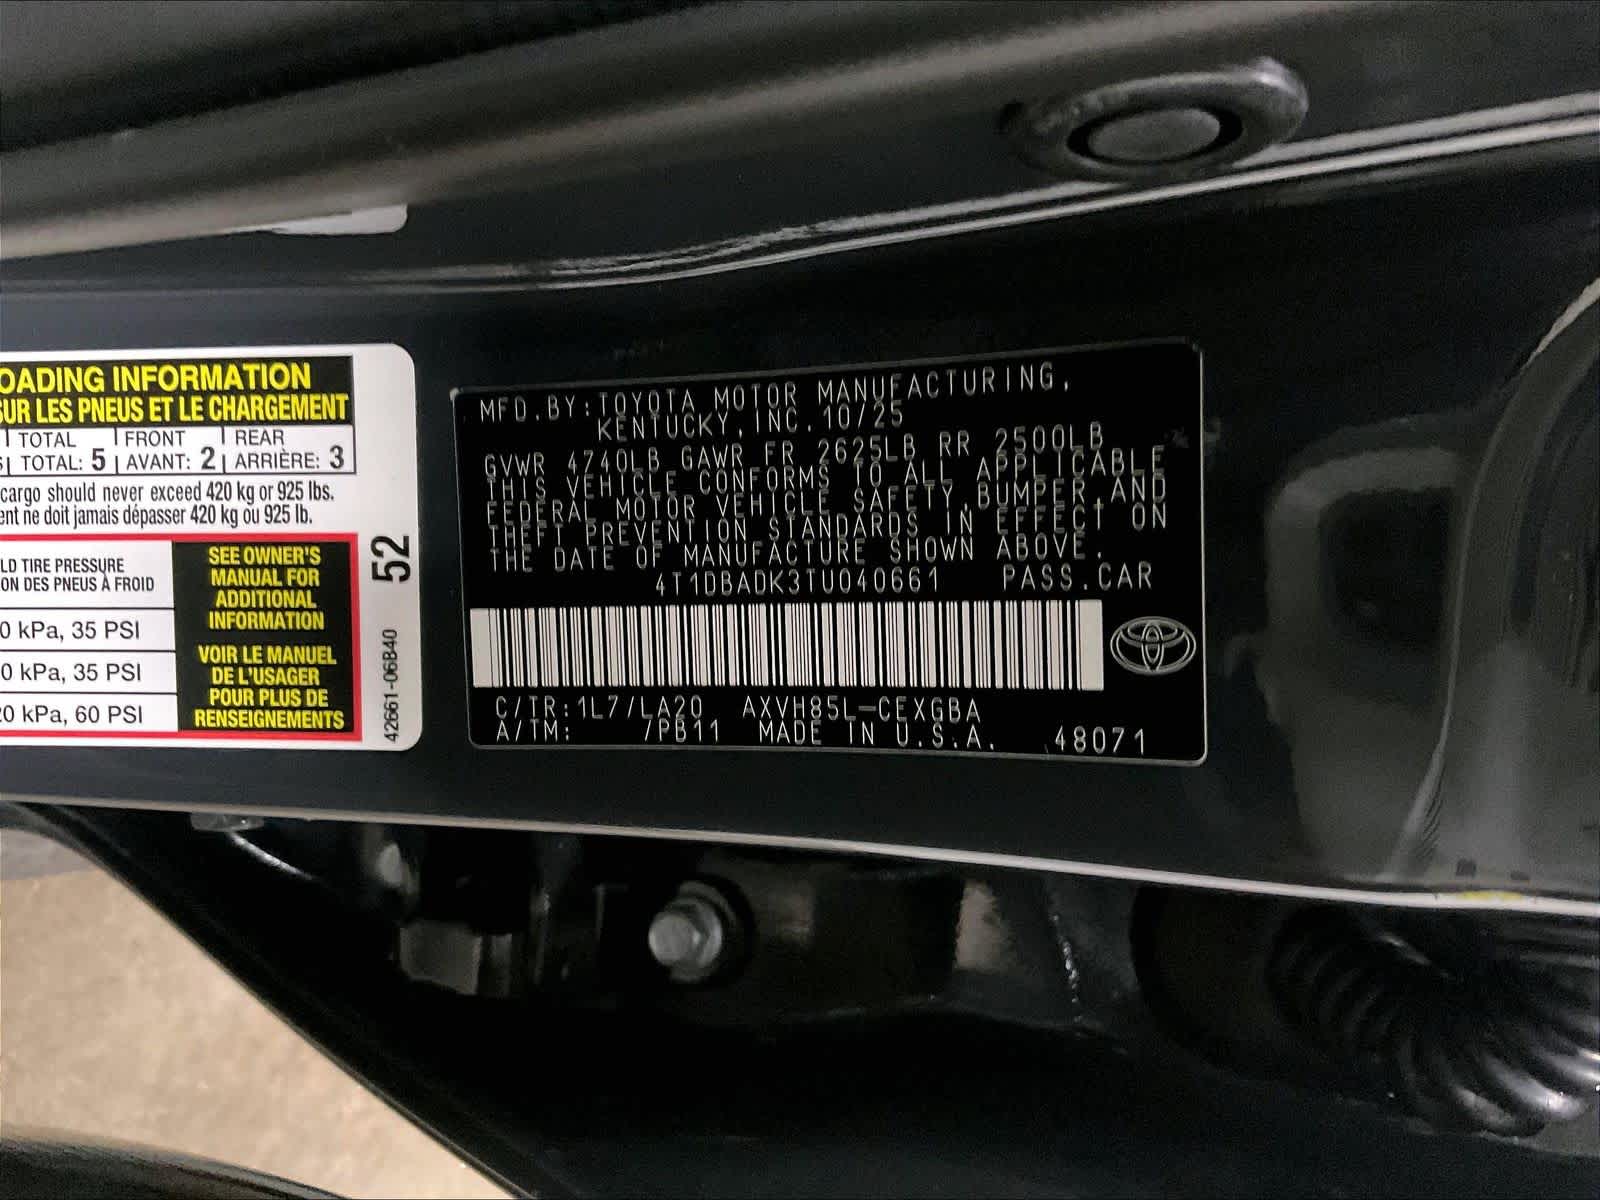 OADING INFORMATION
SUR LES PNEUS ET LE CHARGEMENT
TOTAL FRONT REAR
TOTAL: 5 AVANT: 2 ARRIÈRE: 3
cargo should never exceed 420 kg or 925 lbs.
ent ne doit jamais dépasser 420 kg ou 925 lb.
LD TIRE PRESSURE
ON DES PNEUS À FROID
0 kPa, 35 PSI
0 kPa, 35 PSI
20 kPa, 60 PSI
SEE OWNER'S
MANUAL FOR
ADDITIONAL
INFORMATION
VOIR LE MANUEL
DE L'USAGER
POUR PLUS DE
RENSEIGNEMENTS
52
42661-06B40
MFD.BY:TOYOTA MOTOR MANUFACTURING,
KENTUCKY,INC.10/25
GVWR 4740LB GAWR FR 2625LB RR 2500LB
THIS VEHICLE CONFORMS TO ALL APPLICABLE
FEDERAL MOTOR VEHICLE SAFETY,BUMPER,AND
THEFT PREVENTION STANDARDS IN EFFECT ON
THE DATE OF MANUFACTURE SHOWN ABOVE.
4T1DBADK3TU040661 PASS.CAR
C/TR:1L7/LA20 AXVH85L-CEXGBA
A/TM: /PB11 MADE IN U.S.A. 48071